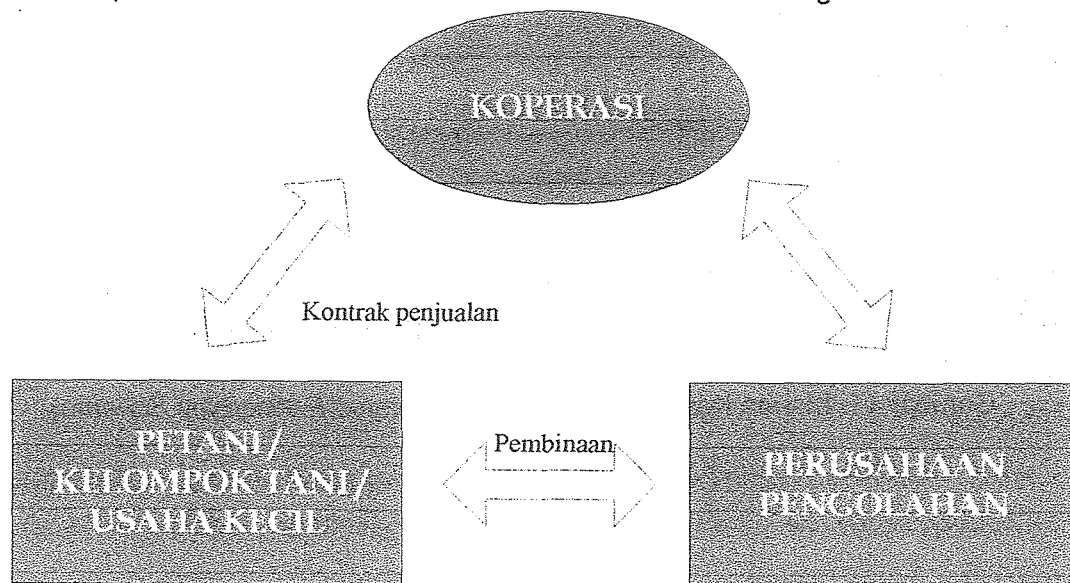 KOPERASI
Kontrak penjualan
PETANI/
KELOMPOK TANI/
USAHA KECIL
Pembinaan
PERUSAHAAN
PENGOLAHAN